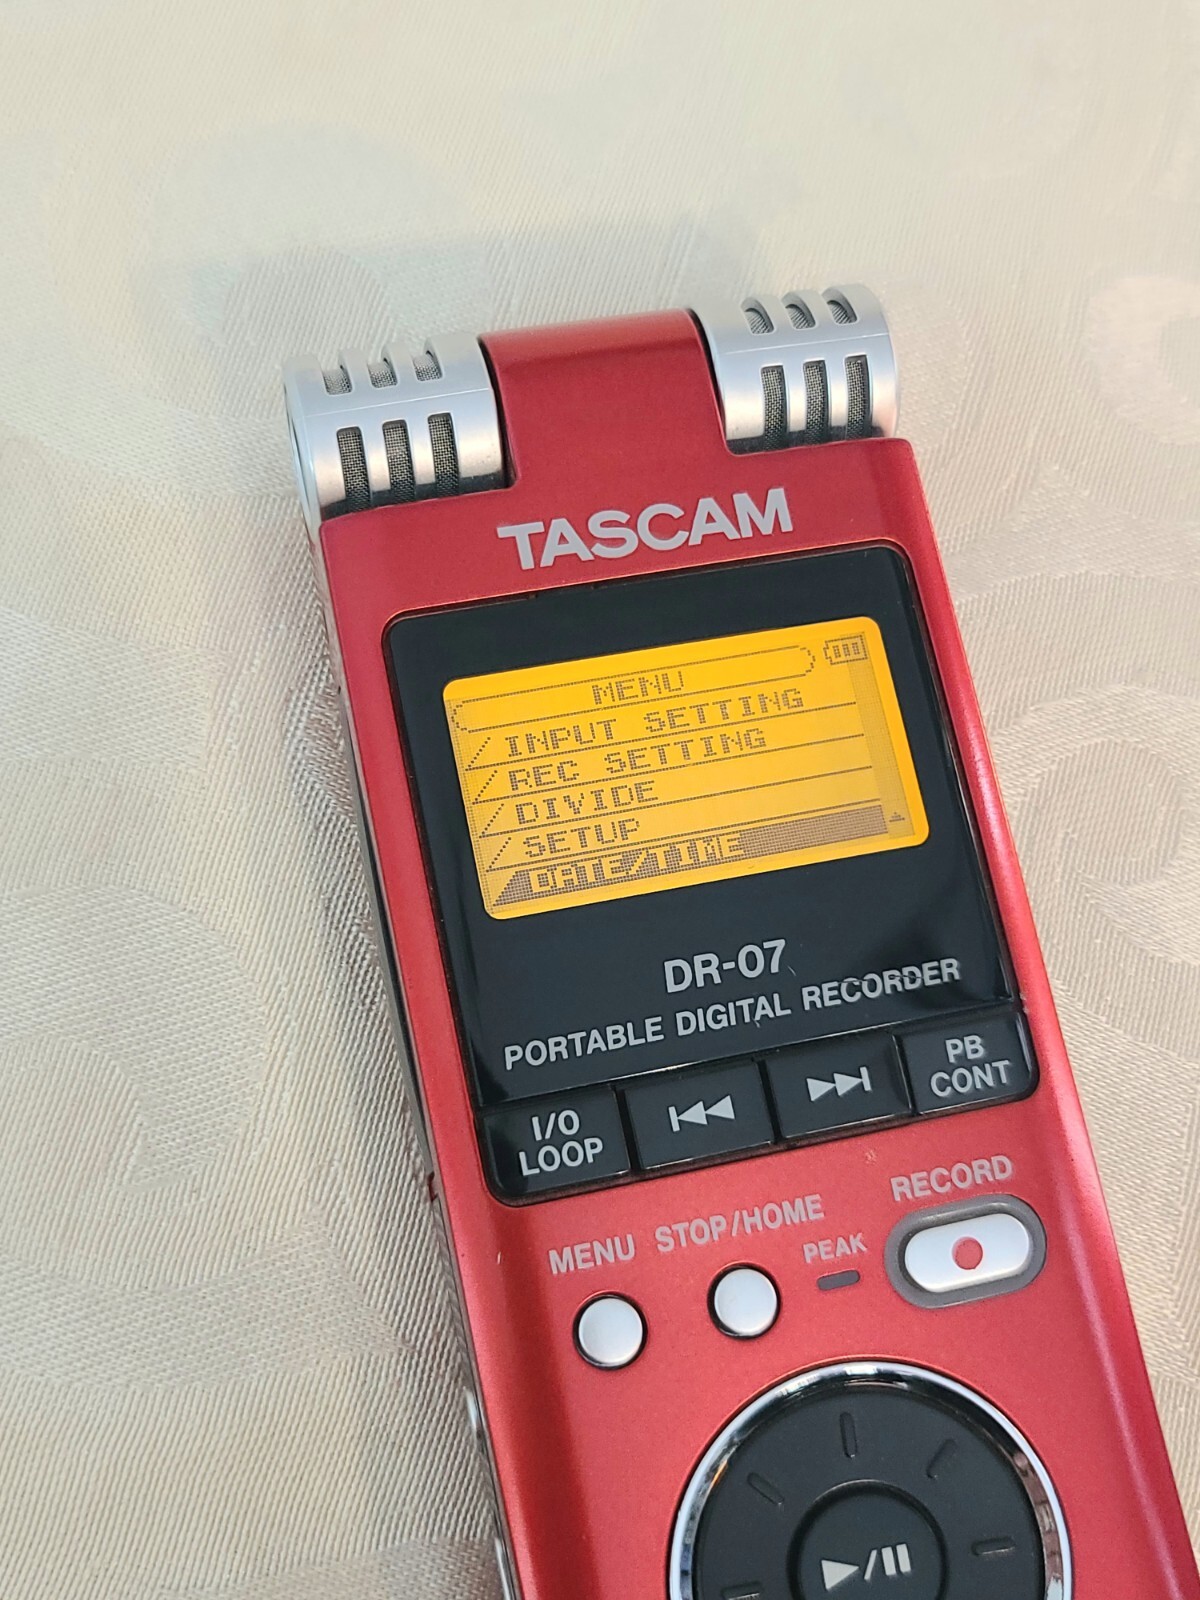 TASCAM
MENU
INPUT SETTING
REC SETTING
DIVIDE
SETUP
DATE/TIME
DR-07
PORTABLE DIGITAL RECORDER
I/O
LOOP
PB
CONT
MENU
STOP/HOME
PEAK
RECORD